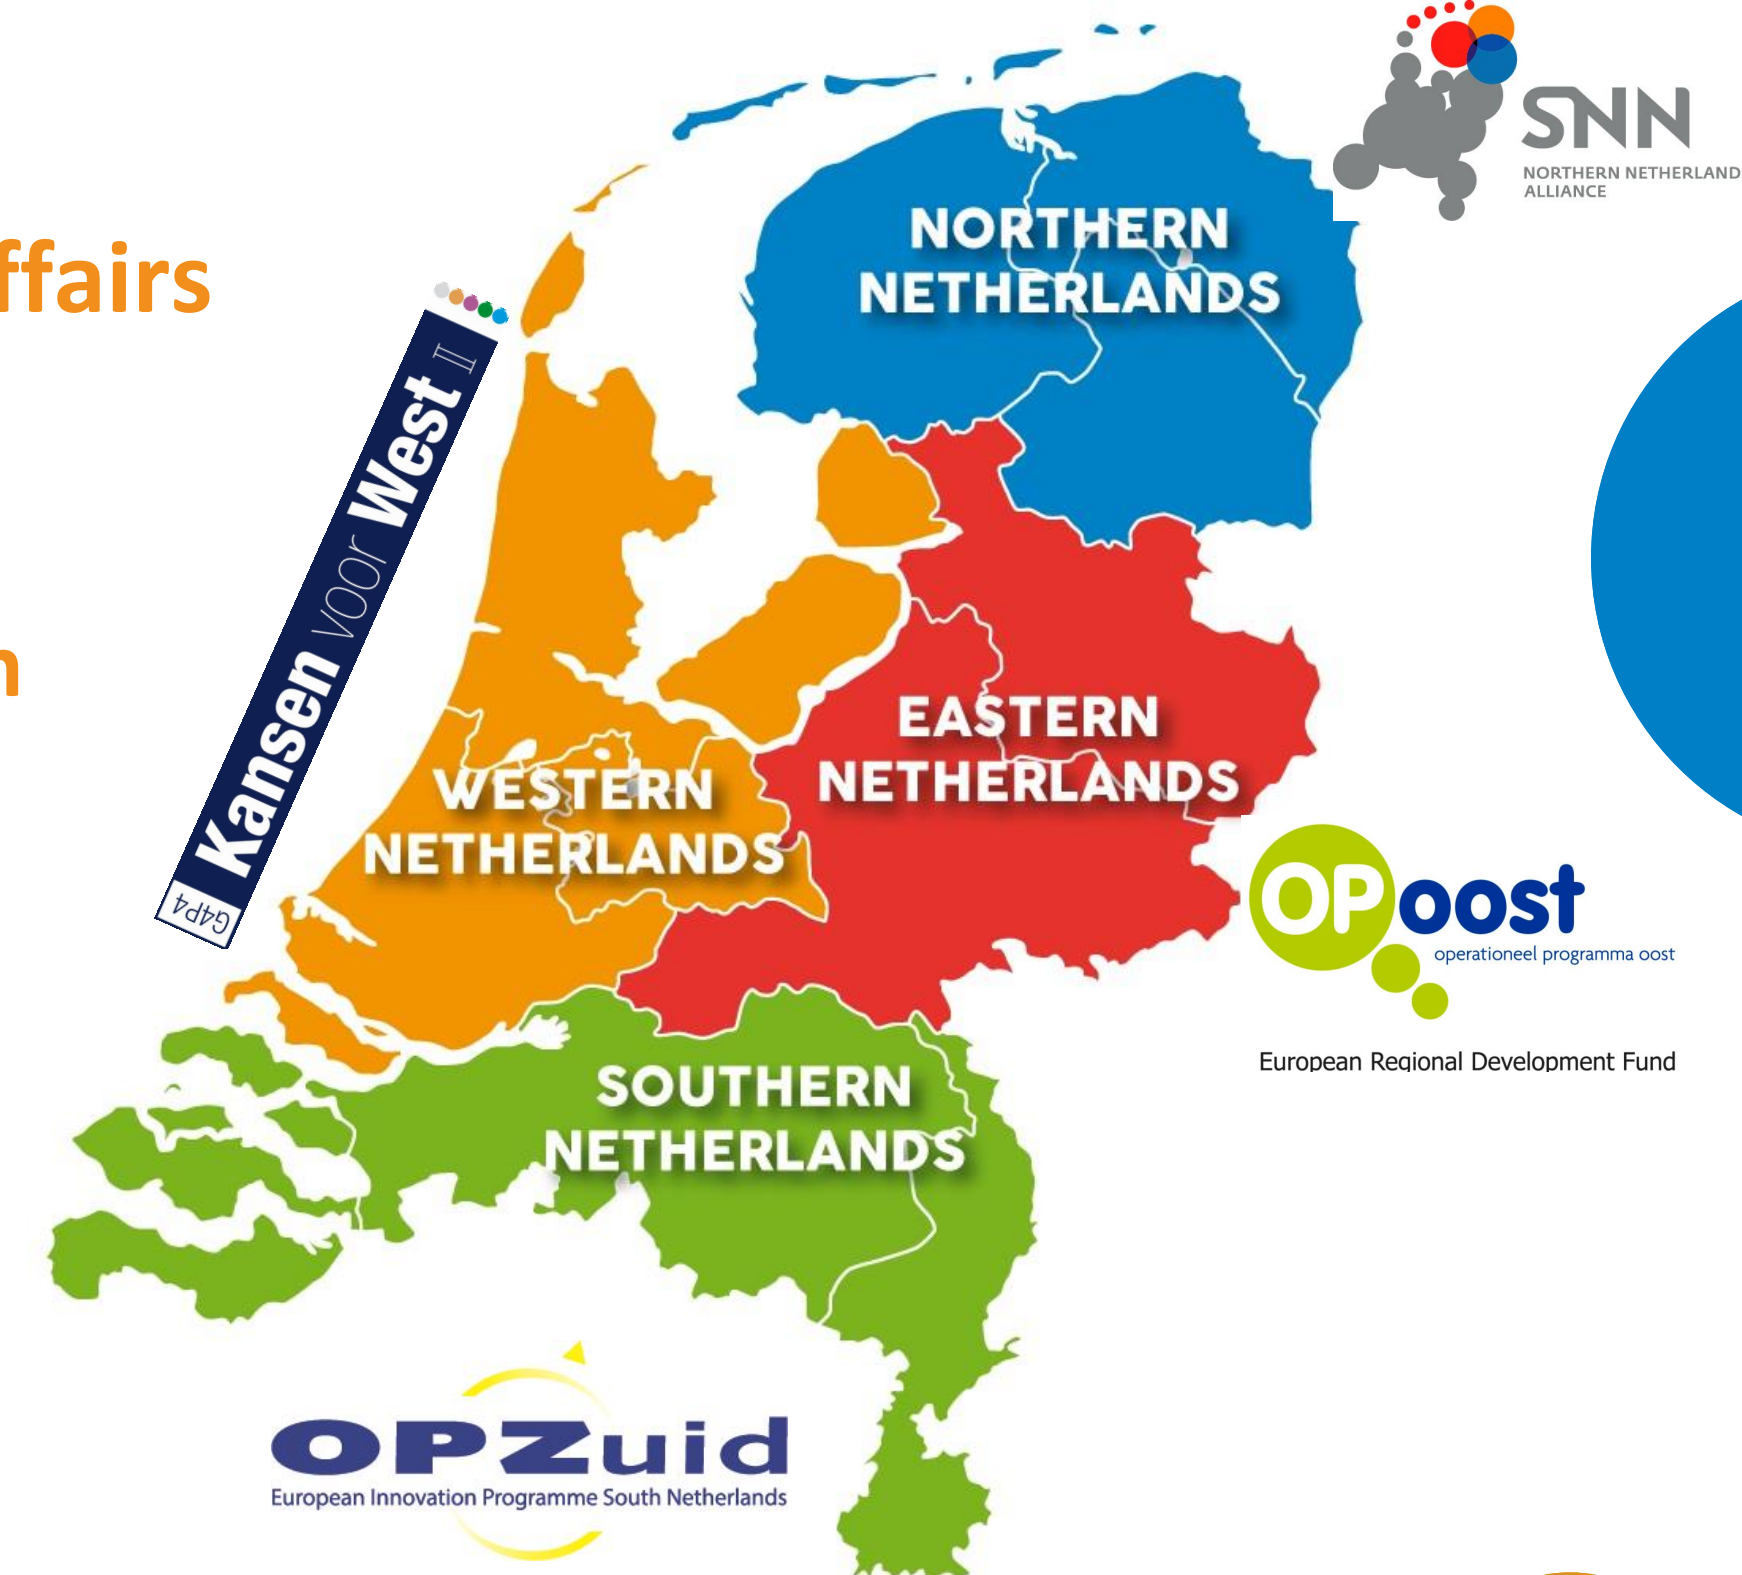 SNN
NORTHERN NETHERLAND
ALLIANCE
ffairs
NORTHERN
NETHERLANDS
Kansen voor West II
G4P4
n
EASTERN
NETHERLANDS
WESTERN
NETHERLANDS
OPoost
operationeel programma oost
European Regional Development Fund
SOUTHERN
NETHERLANDS
OPZuid
European Innovation Programme South Netherlands